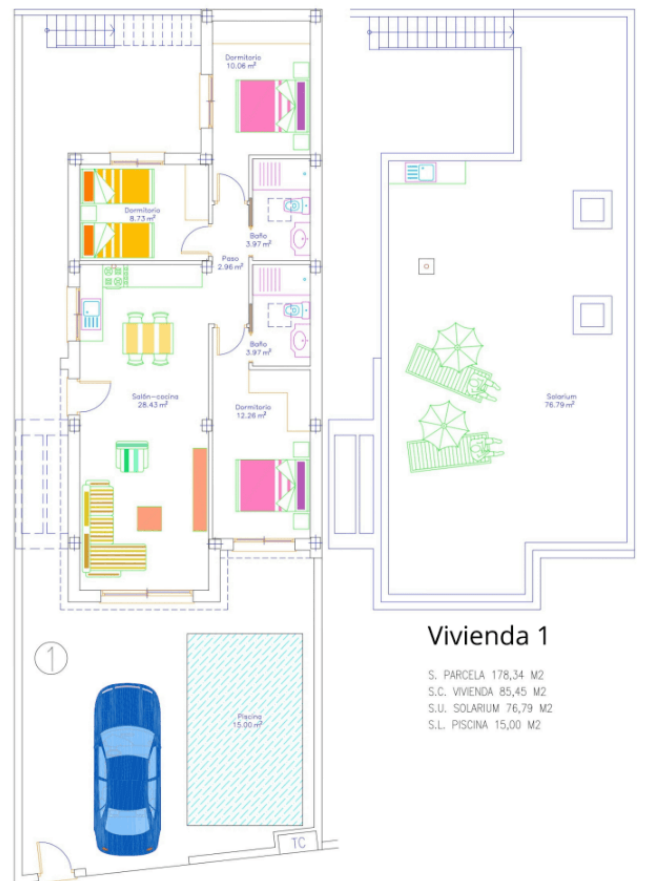 Dormitorio
10.06 m²
Dormitorio
8.73 m²
Baño
3.97 m²
Paso
2.96 m²
Baño
3.97 m²
Salón-cocina
28.43 m²
Dormitorio
12.26 m²
Solarium
76.79 m²
1
Piscina
15.00 m²
TC
Vivienda 1
S. PARCELA 178,34 M2
S.C. VIVIENDA 85,45 M2
S.U. SOLARIUM 76,79 M2
S.L. PISCINA 15,00 M2